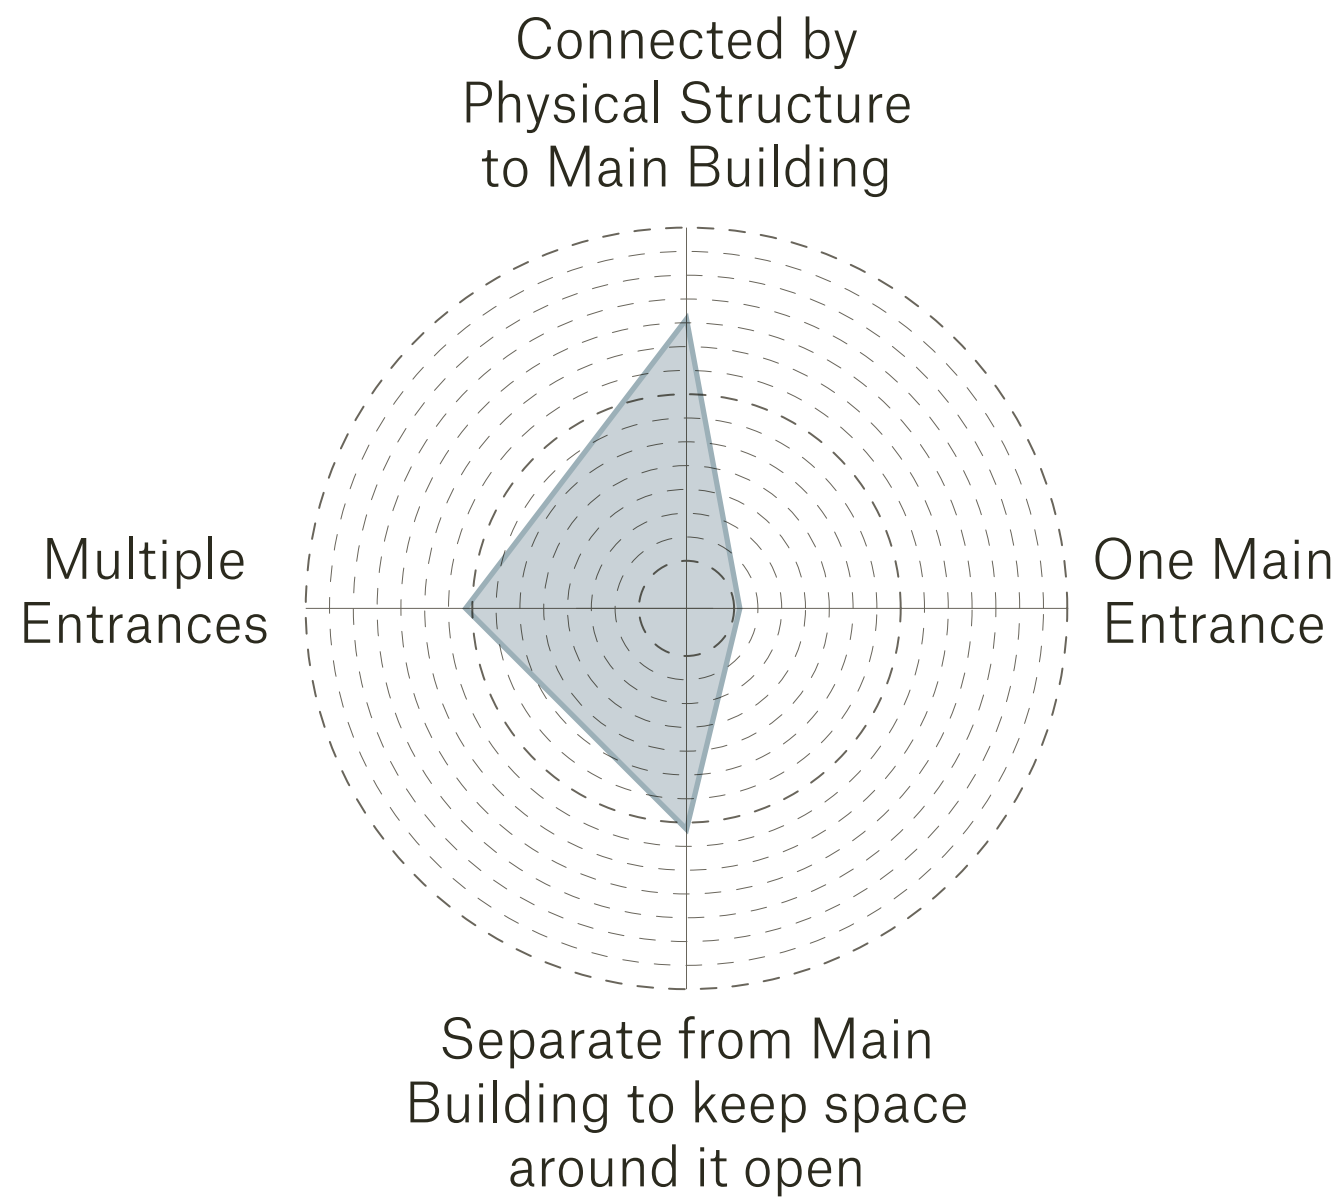 Connected by
Physical Structure
to Main Building
Multiple
Entrances
One Main
Entrance
Separate from Main
Building to keep space
around it open